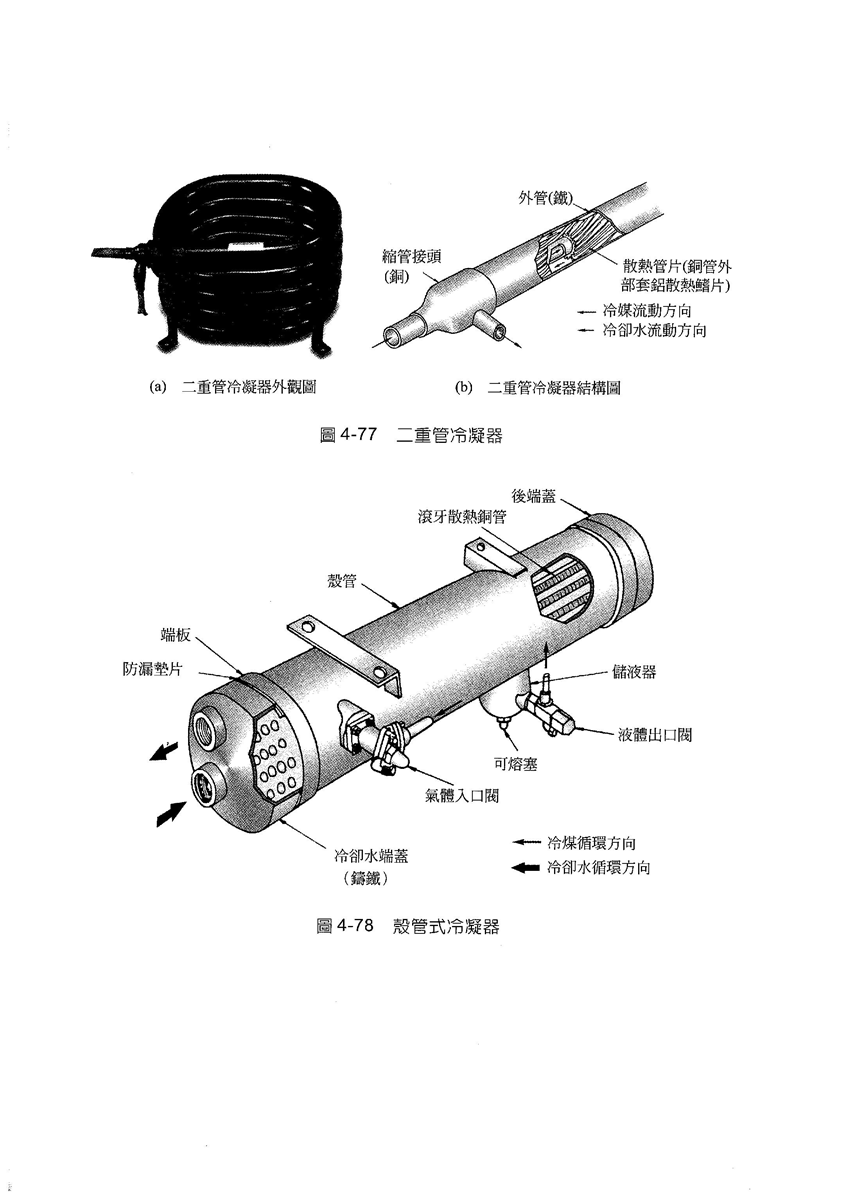 外管(鐵)
縮管接頭
(銅)
散熱管片(銅管外
部套鋁散熱鰭片)
冷媒流動方向
冷卻水流動方向
(a) 二重管冷凝器外觀圖
(b) 二重管冷凝器結構圖
圖 4-77 二重管冷凝器
後端蓋
滾牙散熱銅管
殼管
端板
防漏墊片
儲液器
液體出口閥
可熔塞
氣體入口閥
冷煤循環方向
冷卻水端蓋
(鑄鐵)
冷卻水循環方向
圖 4-78 殼管式冷凝器